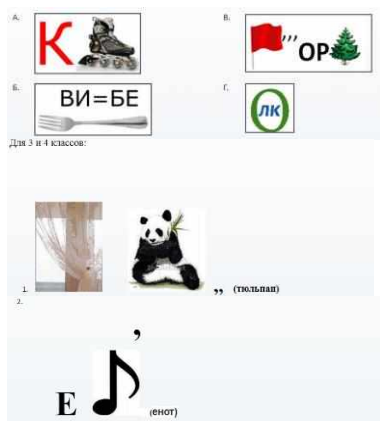 А.
К
В.
,,,
ОР
Б.
ВИ=БЕ
Г.
О
ЛК
Для 3 и 4 классов:
1.
,, (тюльпан)
2.
,
Е
(енот)